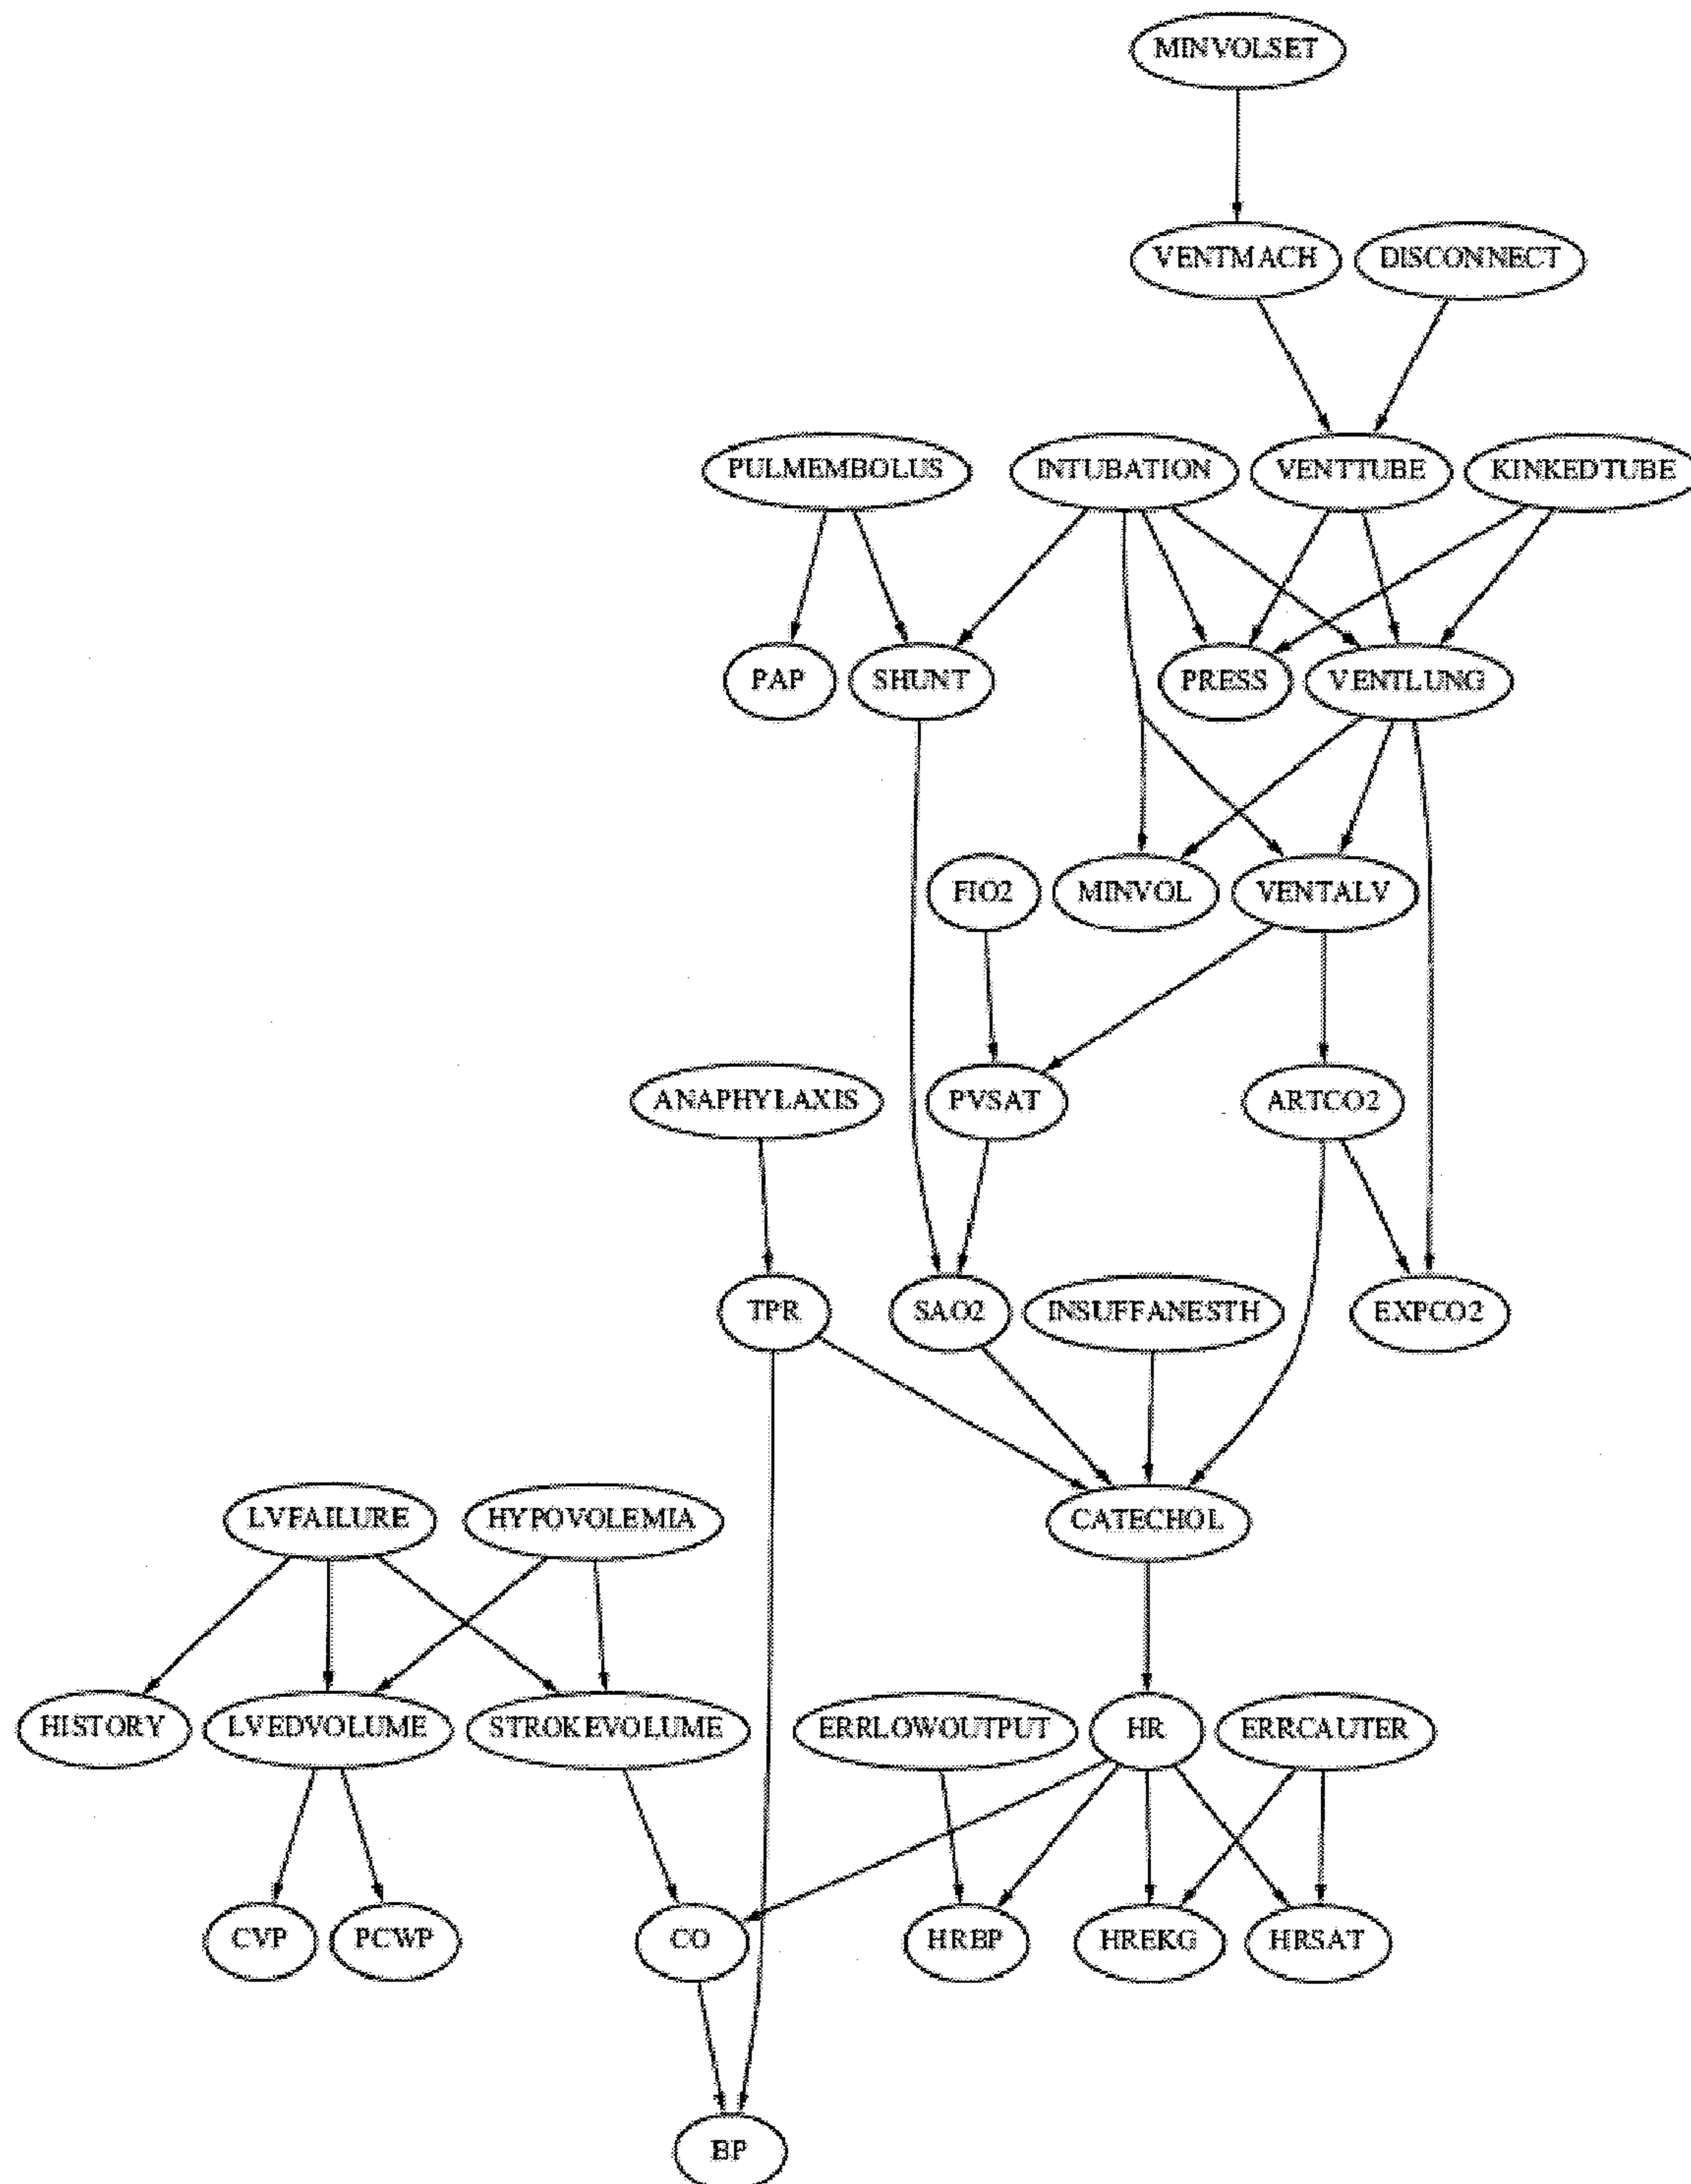 MINVOLSET
VENTMACH
DISCONNECT
PULMEMBOLUS
INTUBATION
VENTTUBE
KINKEDTUBE
PAP
SHUNT
PRESS
VENTLUNG
FIO2
MINVOL
VENTALV
ANAPHYLAXIS
PVSAT
ARTCO2
TPR
SAO2
INSUFFANESTH
EXPCO2
LVFAILURE
HYPOVOLEMIA
CATECHOL
HISTORY
LVEDVOLUME
STROKEVOLUME
ERRLOWOUTPUT
HR
ERRCAUTER
CVP
PCWP
CO
HRBP
HREKG
HRSAT
BP